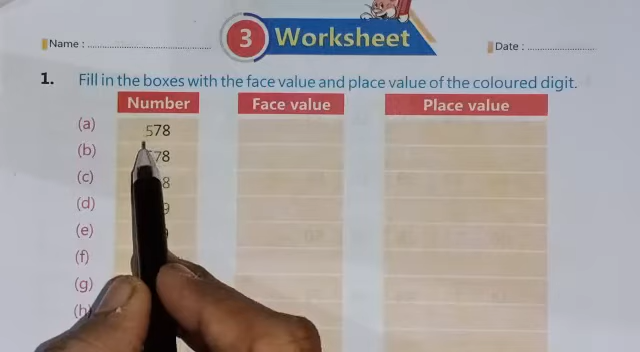 3 Worksheet
Name :
Date :
1. Fill in the boxes with the face value and place value of the coloured digit.
Number Face value Place value
(a) 578
(b) 78
(c) 8
(d) 9
(e)
(f)
(g)
(h)